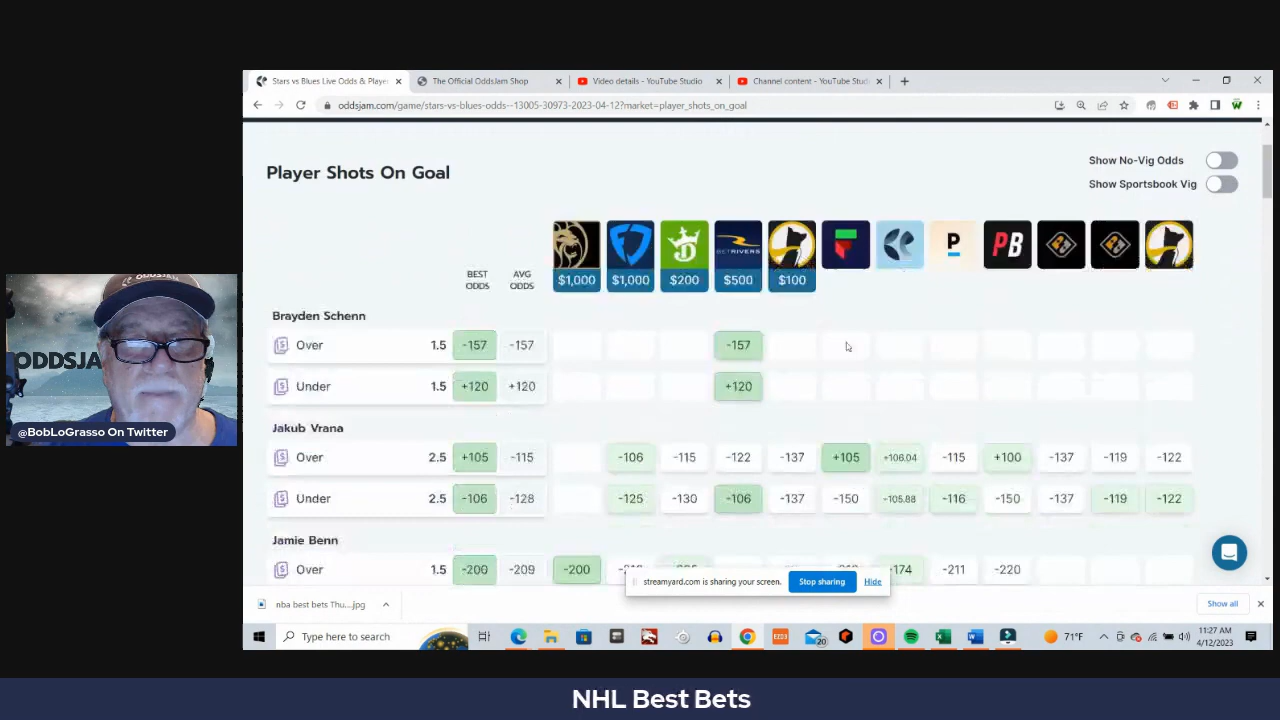 Stars vs Blues Live Odds & Playe
The Official OddsJam Shop
Video details - YouTube Studio
Channel content - YouTube Stud
oddsjam.com/game/stars-vs-blues-odds--13005-30973-2023-04-12?market=player_shots_on_goal
Player Shots On Goal
Show No-Vig Odds
Show Sportsbook Vig
BEST ODDS
AVG ODDS
BETRIVERS
P
PB
$1,000 $1,000 $200 $500 $100
Brayden Schenn
Over 1.5 -157 -157 -157
Under 1.5 +120 +120 +120
Jakub Vrana
Over 2.5 +105 -115 -106 -115 -122 -137 +105 +106.04 -115 +100 -137 -119 -122
Under 2.5 -106 -128 -125 -130 -106 -137 -150 -105.88 -116 -150 -137 -119 -122
Jamie Benn
Over 1.5 -200 -209 -200 -174 -211 -220
streamyard.com is sharing your screen.
Stop sharing
Hide
nba best bets Thu....jpg
Show all
Type here to search
EZD3
20
71°F
11:27 AM
4/12/2023
ODDSJAM
ODDSJA
@BobLoGrasso On Twitter
NHL Best Bets